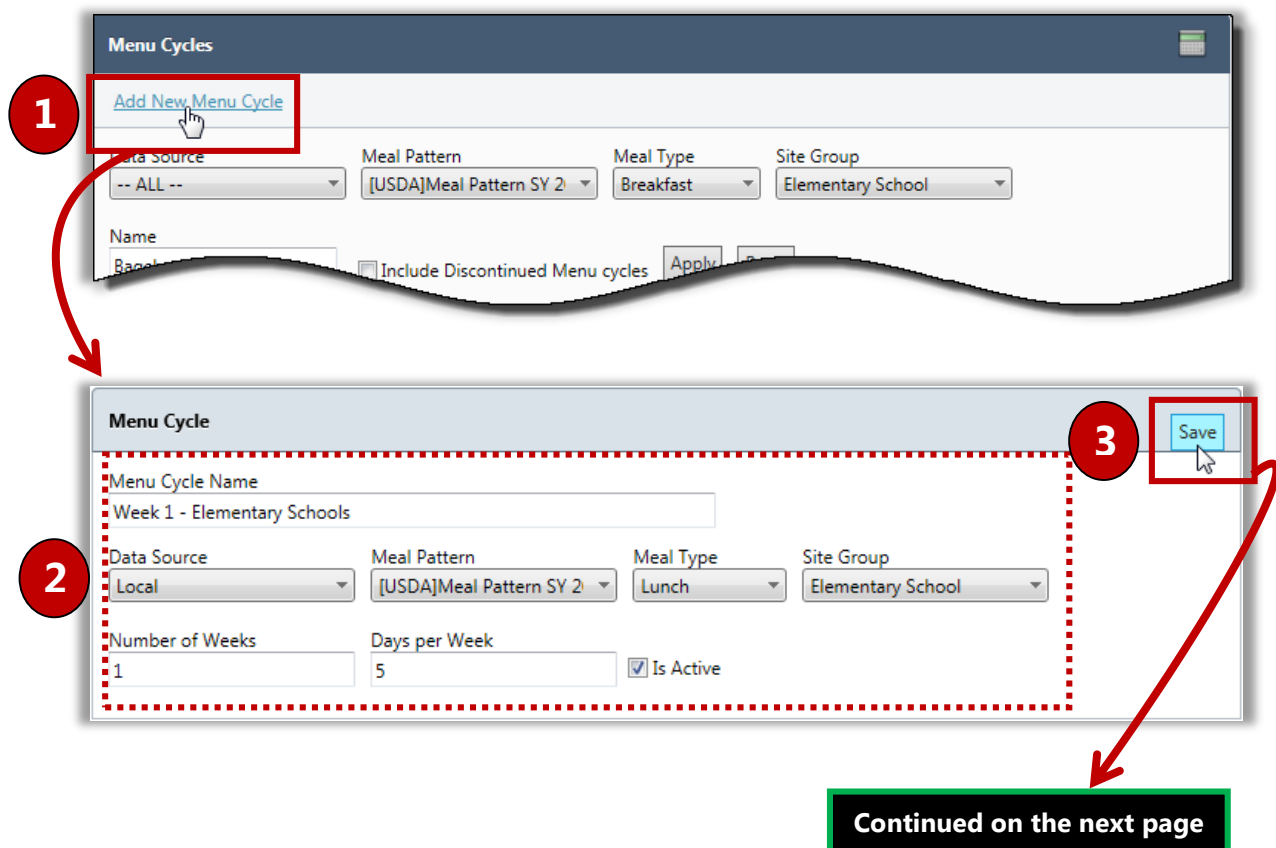 Menu Cycles
1
Add New Menu Cycle
Data Source Meal Pattern Meal Type Site Group
-- ALL -- [USDA]Meal Pattern SY 2 Breakfast Elementary School
Name
Include Discontinued Menu cycles Apply
Menu Cycle
3
Save
Menu Cycle Name
Week 1 - Elementary Schools
2
Data Source Meal Pattern Meal Type Site Group
Local [USDA]Meal Pattern SY 2 Lunch Elementary School
Number of Weeks Days per Week
1 5 Is Active
Continued on the next page